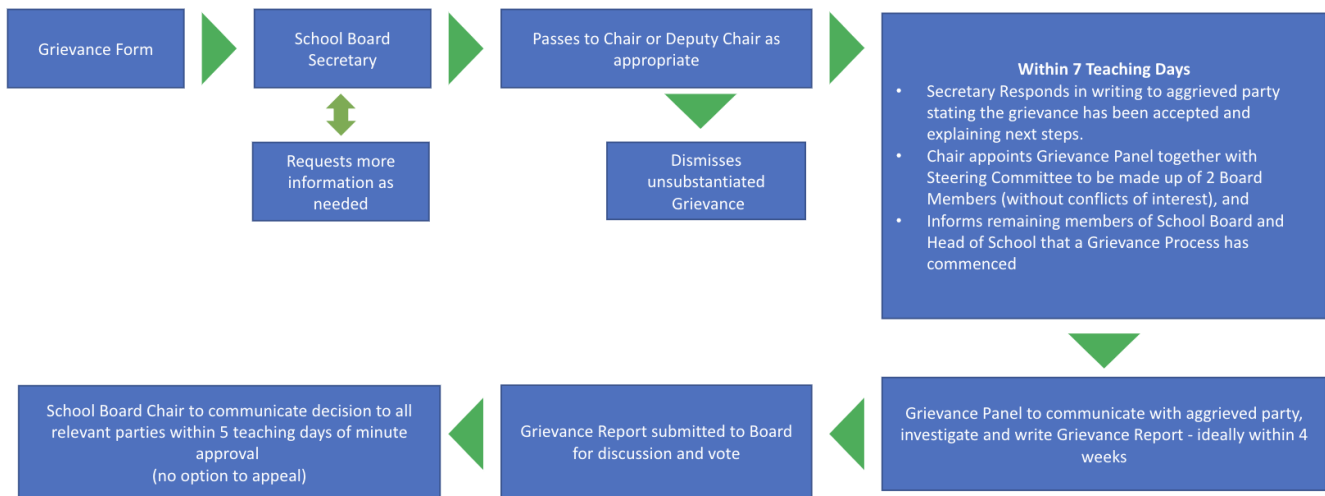 Grievance Form
School Board
Secretary
Passes to Chair or Deputy Chair as
appropriate
Requests more
information as
needed
Dismisses
unsubstantiated
Grievance
Within 7 Teaching Days
• Secretary Responds in writing to aggrieved party
stating the grievance has been accepted and
explaining next steps.
• Chair appoints Grievance Panel together with
Steering Committee to be made up of 2 Board
Members (without conflicts of interest), and
• Informs remaining members of School Board and
Head of School that a Grievance Process has
commenced
Grievance Panel to communicate with aggrieved party,
investigate and write Grievance Report - ideally within 4
weeks
Grievance Report submitted to Board
for discussion and vote
School Board Chair to communicate decision to all
relevant parties within 5 teaching days of minute
approval
(no option to appeal)